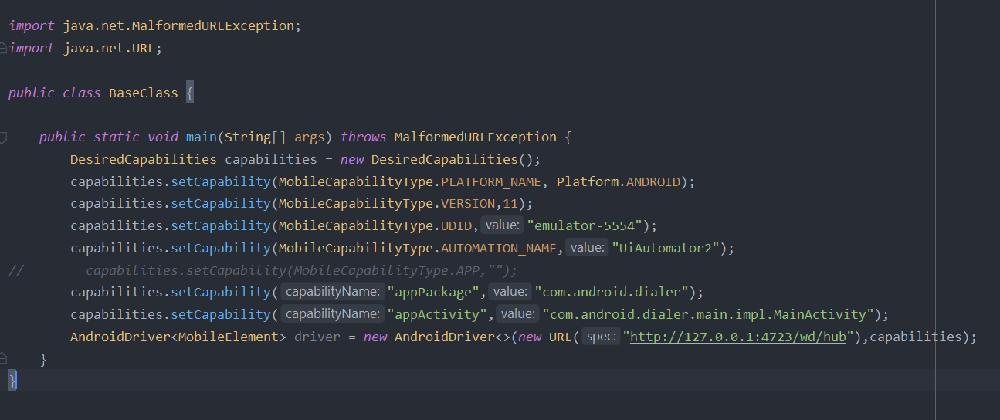 import java.net.MalformedURLException;
import java.net.URL;
public class BaseClass {
public static void main(String[] args) throws MalformedURLException {
DesiredCapabilities capabilities = new DesiredCapabilities();
capabilities.setCapability(MobileCapabilityType.PLATFORM_NAME, Platform.ANDROID);
capabilities.setCapability(MobileCapabilityType.VERSION,11);
capabilities.setCapability(MobileCapabilityType.UDID, value: "emulator-5554");
capabilities.setCapability(MobileCapabilityType.AUTOMATION_NAME, value: "UiAutomator2");
// capabilities.setCapability(MobileCapabilityType.APP,"");
capabilities.setCapability( capabilityName: "appPackage", value: "com.android.dialer");
capabilities.setCapability( capabilityName: "appActivity", value: "com.android.dialer.main.impl.MainActivity");
AndroidDriver<MobileElement> driver = new AndroidDriver<>(new URL( spec: "http://127.0.0.1:4723/wd/hub"),capabilities);
}
}